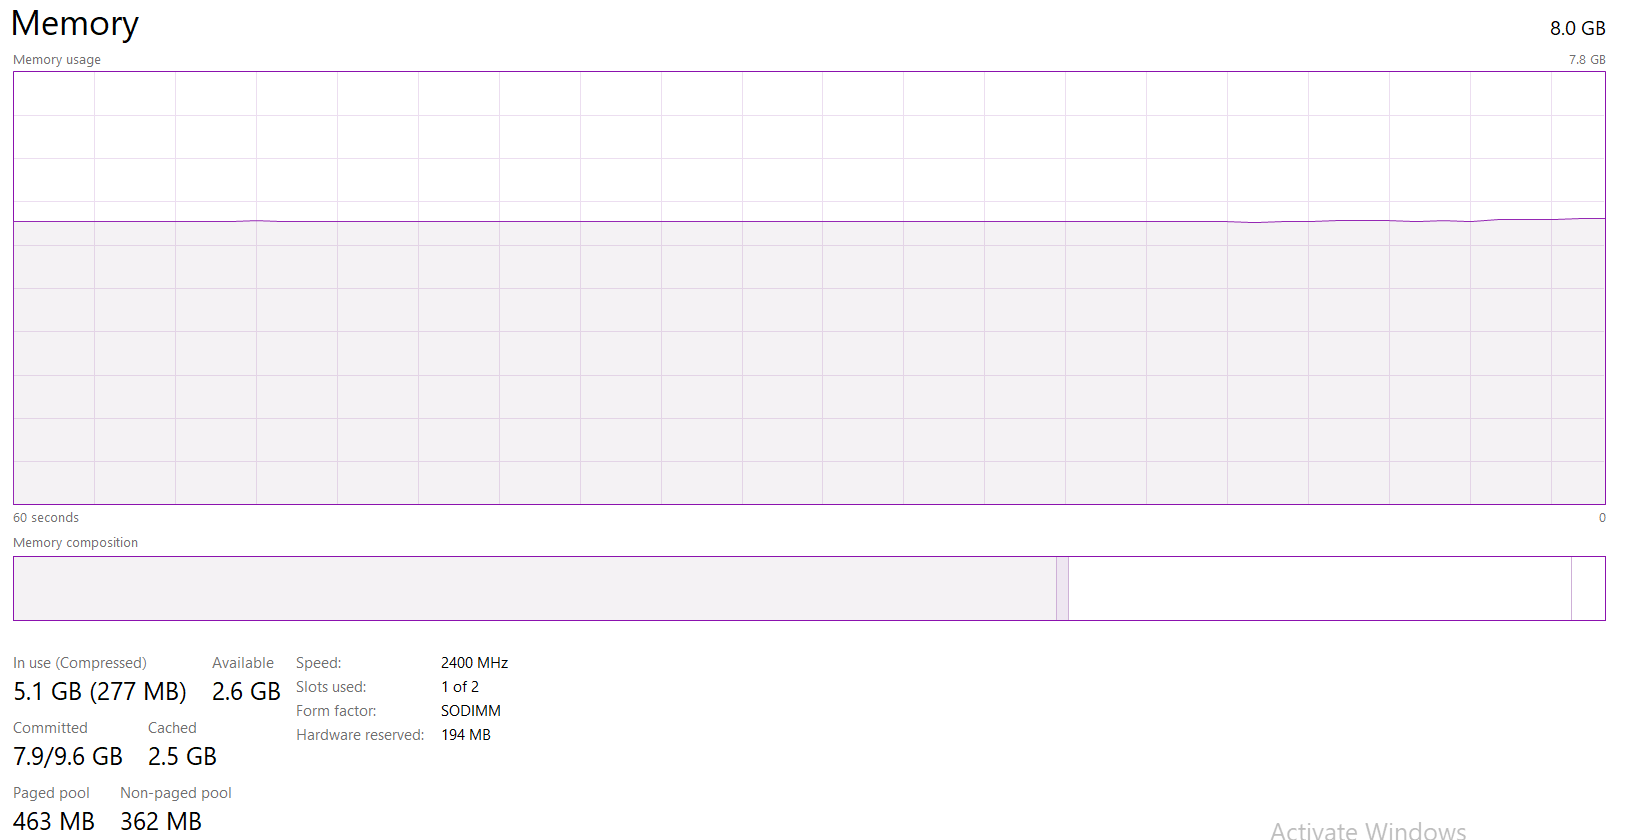 Memory
8.0 GB
Memory usage
7.8 GB
60 seconds
0
Memory composition
In use (Compressed)
5.1 GB (277 MB)
Available
2.6 GB
Committed
7.9/9.6 GB
Cached
2.5 GB
Paged pool
463 MB
Non-paged pool
362 MB
Speed: 2400 MHz
Slots used: 1 of 2
Form factor: SODIMM
Hardware reserved: 194 MB
Activate Windows